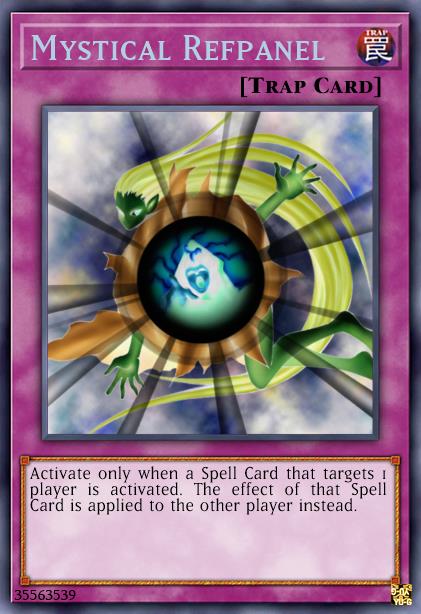 Mystical Refpanel
TRAP
罠
[Trap Card]
Activate only when a Spell Card that targets 1
player is activated. The effect of that Spell
Card is applied to the other player instead.
35563539